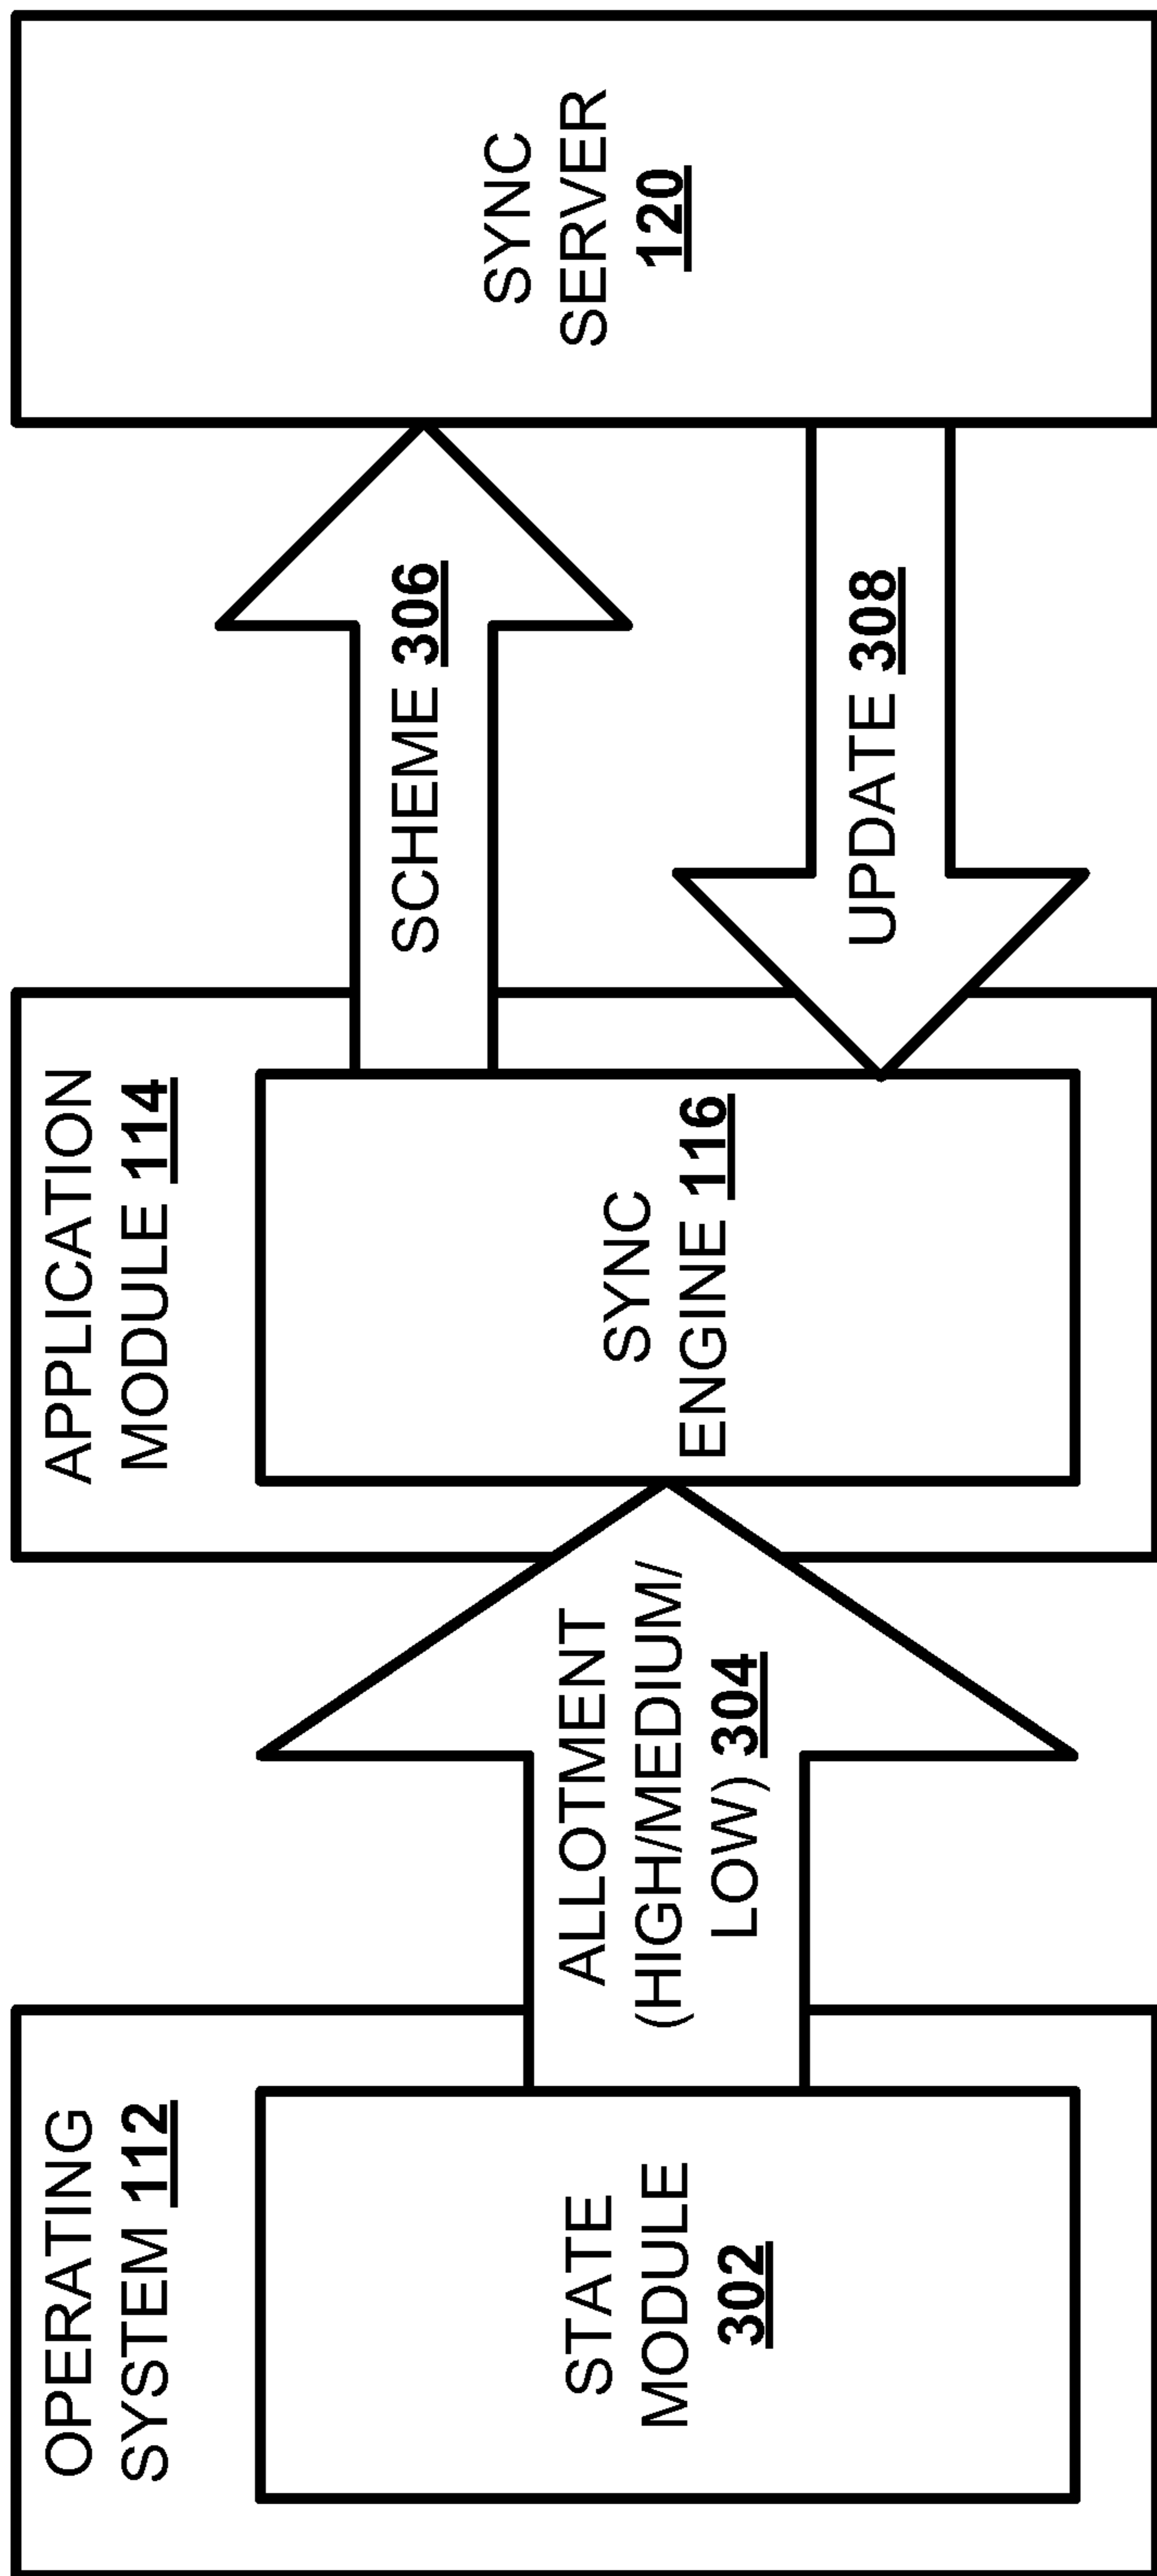 OPERATING
SYSTEM 112
STATE
MODULE
302
ALLOTMENT
(HIGH/MEDIUM/
LOW) 304
APPLICATION
MODULE 114
SYNC
ENGINE 116
SCHEME 306
UPDATE 308
SYNC
SERVER
120